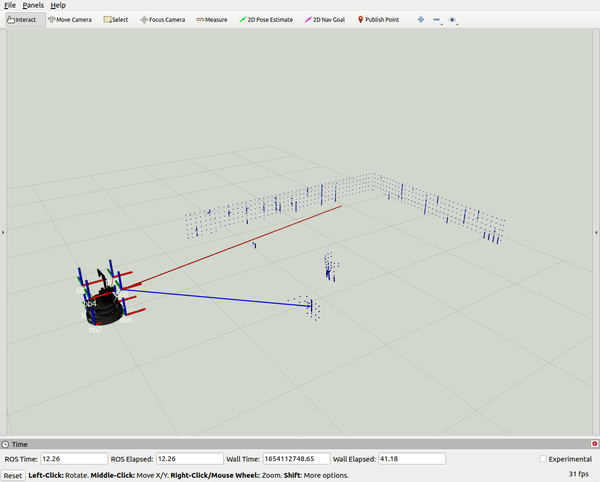 File Panels Help
Interact Move Camera Select Focus Camera Measure 2D Pose Estimate 2D Nav Goal Publish Point
Time
ROS Time: 12.26 ROS Elapsed: 12.26 Wall Time: 1654112748.65 Wall Elapsed: 41.18 Experimental
Reset Left-Click: Rotate. Middle-Click: Move X/Y. Right-Click/Mouse Wheel:: Zoom. Shift: More options. 31 fps